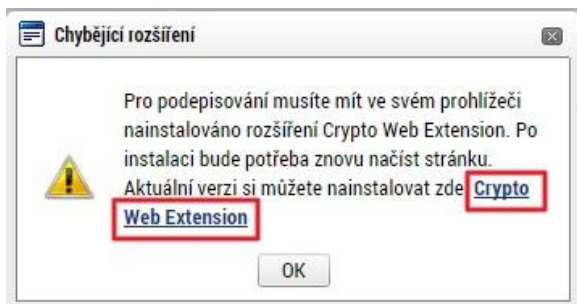 Chybějící rozšíření
Pro podepisování musíte mít ve svém prohlížeči
nainstalováno rozšíření Crypto Web Extension. Po
instalaci bude potřeba znovu načíst stránku.
Aktuální verzi si můžete nainstalovat zde Crypto
Web Extension
OK